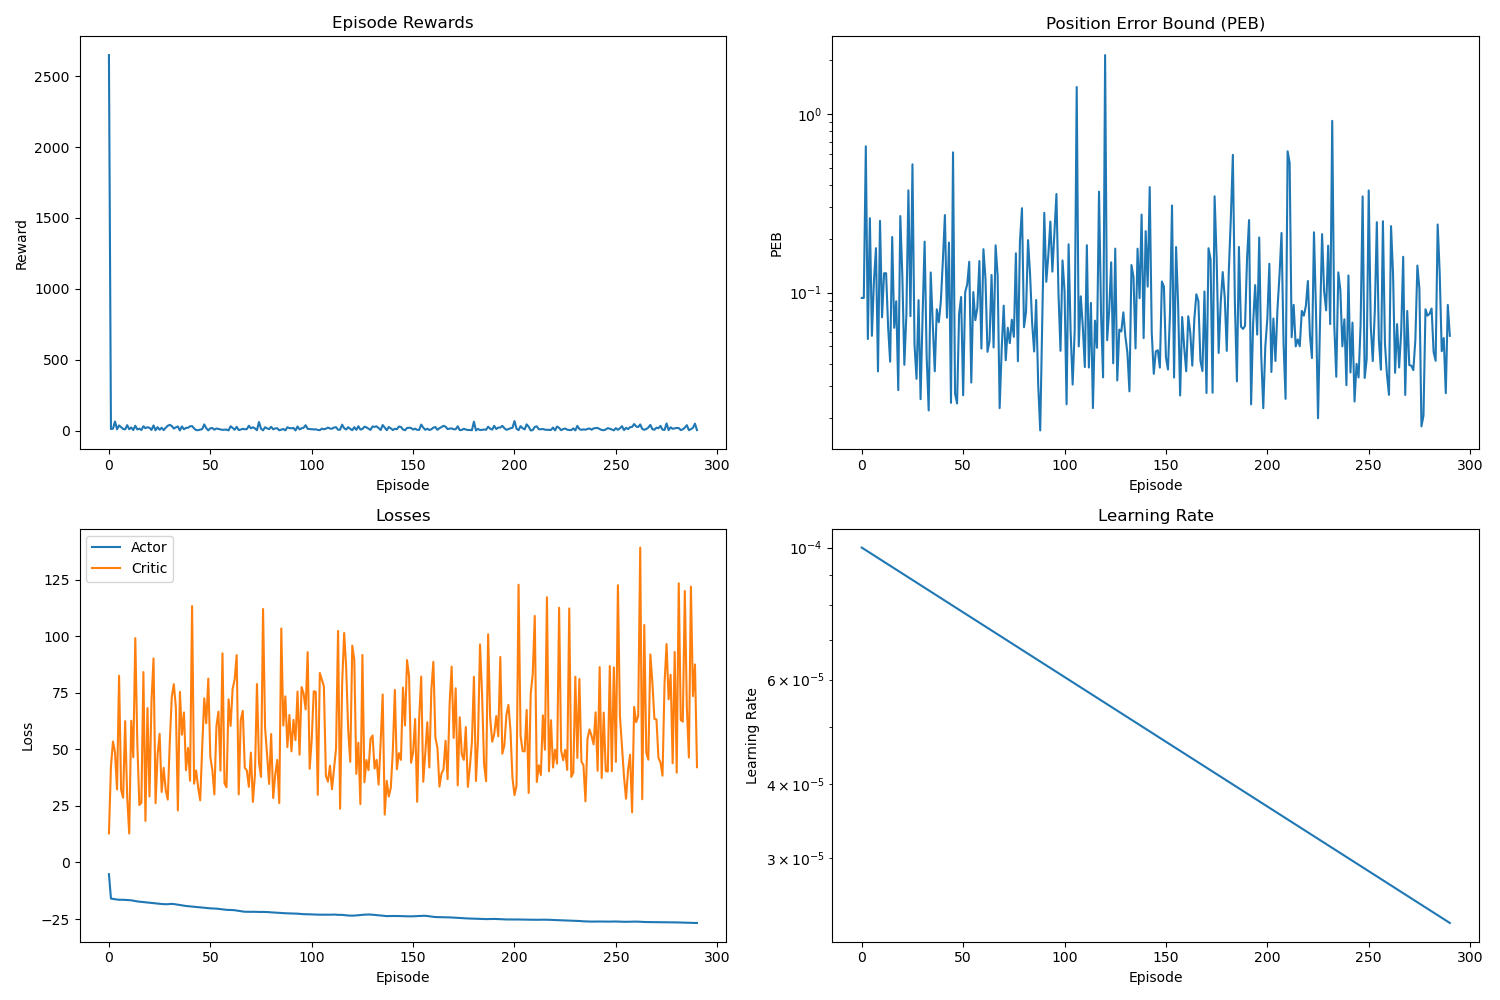 Episode Rewards
Reward
2500
2000
1500
1000
500
0
0 50 100 150 200 250 300
Episode
Position Error Bound (PEB)
PEB
10⁰
10⁻¹
0 50 100 150 200 250 300
Episode
Losses
Actor
Critic
Loss
125
100
75
50
25
0
−25
0 50 100 150 200 250 300
Episode
Learning Rate
Learning Rate
10⁻⁴
6 × 10⁻⁵
4 × 10⁻⁵
3 × 10⁻⁵
0 50 100 150 200 250 300
Episode